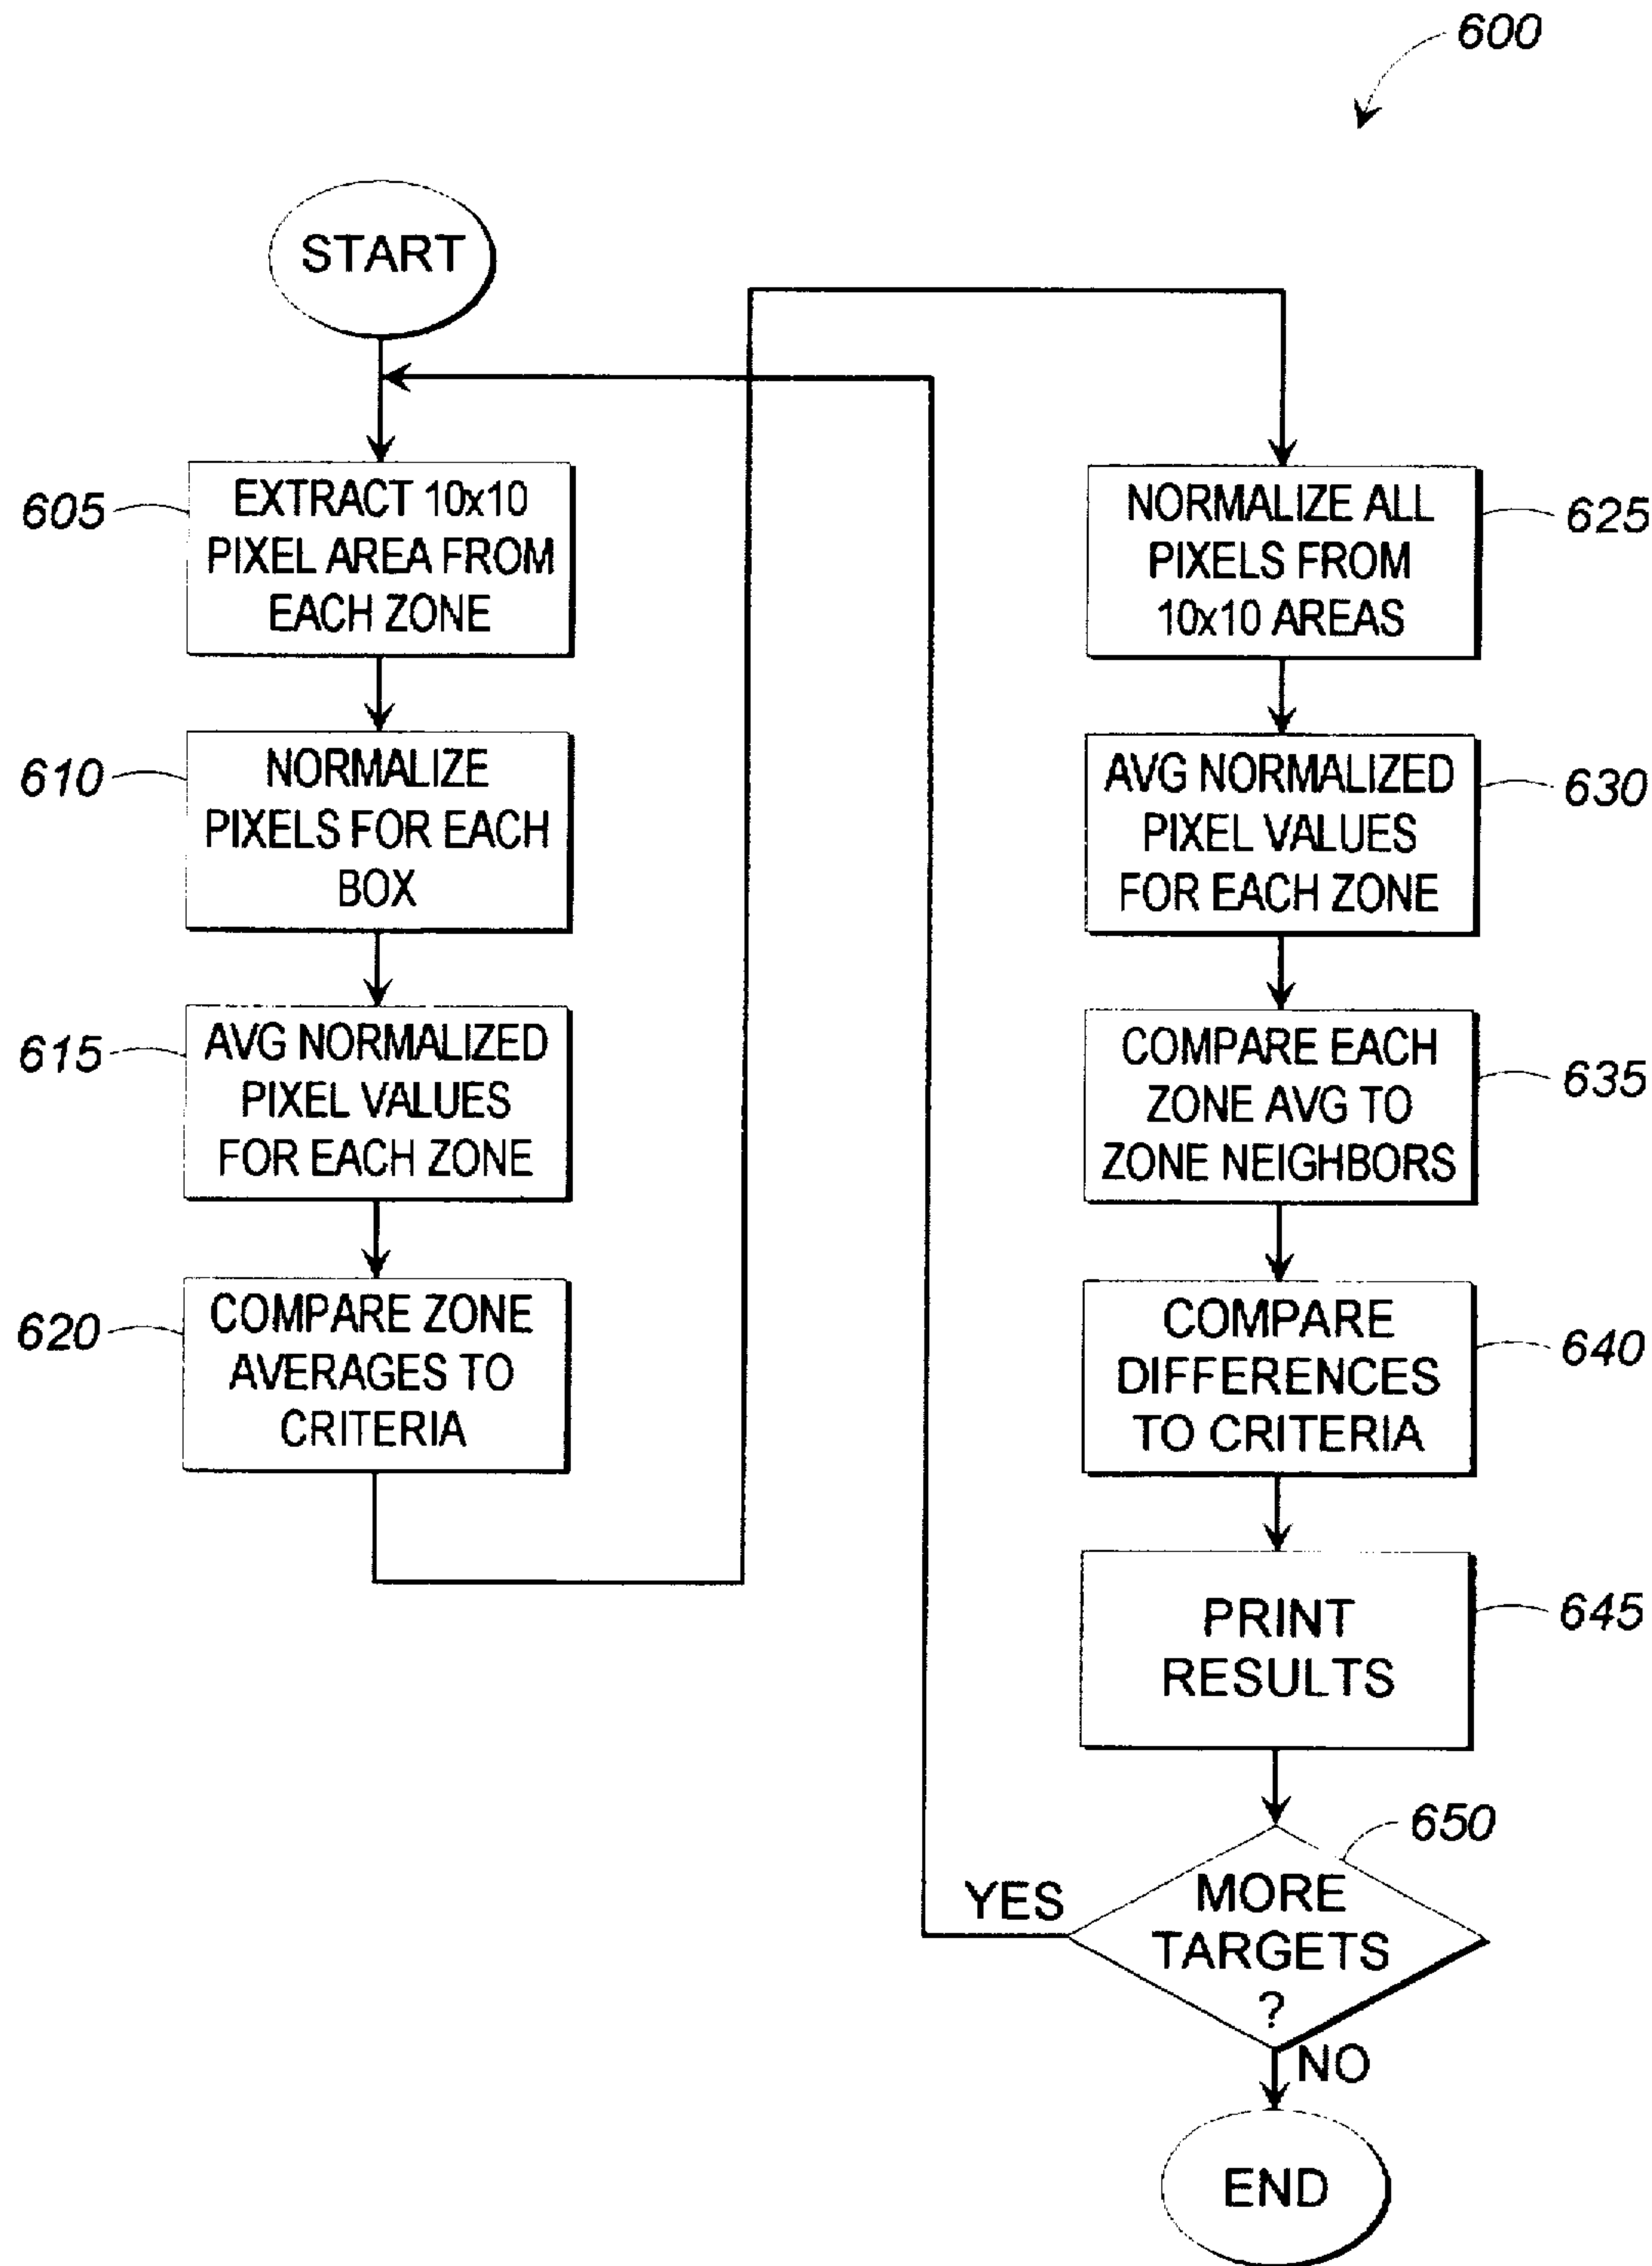 600
START
605
EXTRACT 10x10
PIXEL AREA FROM
EACH ZONE
610
NORMALIZE
PIXELS FOR EACH
BOX
615
AVG NORMALIZED
PIXEL VALUES
FOR EACH ZONE
620
COMPARE ZONE
AVERAGES TO
CRITERIA
NORMALIZE ALL
PIXELS FROM
10x10 AREAS
625
AVG NORMALIZED
PIXEL VALUES
FOR EACH ZONE
630
COMPARE EACH
ZONE AVG TO
ZONE NEIGHBORS
635
COMPARE
DIFFERENCES
TO CRITERIA
640
PRINT
RESULTS
645
650
MORE
TARGETS
?
YES
NO
END